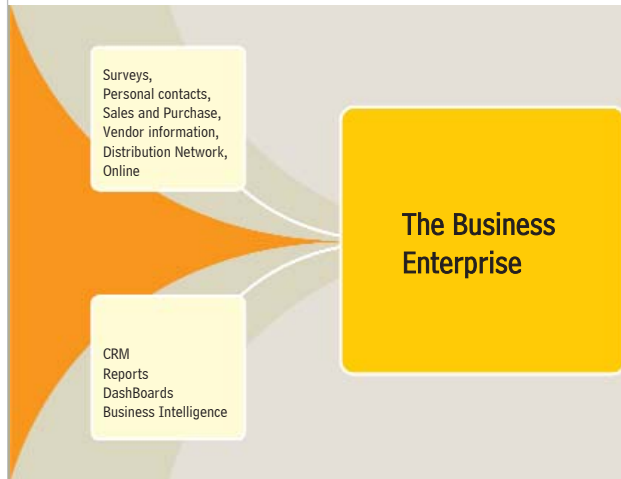 Surveys,
Personal contacts,
Sales and Purchase,
Vendor information,
Distribution Network,
Online
The Business
Enterprise
CRM
Reports
DashBoards
Business Intelligence